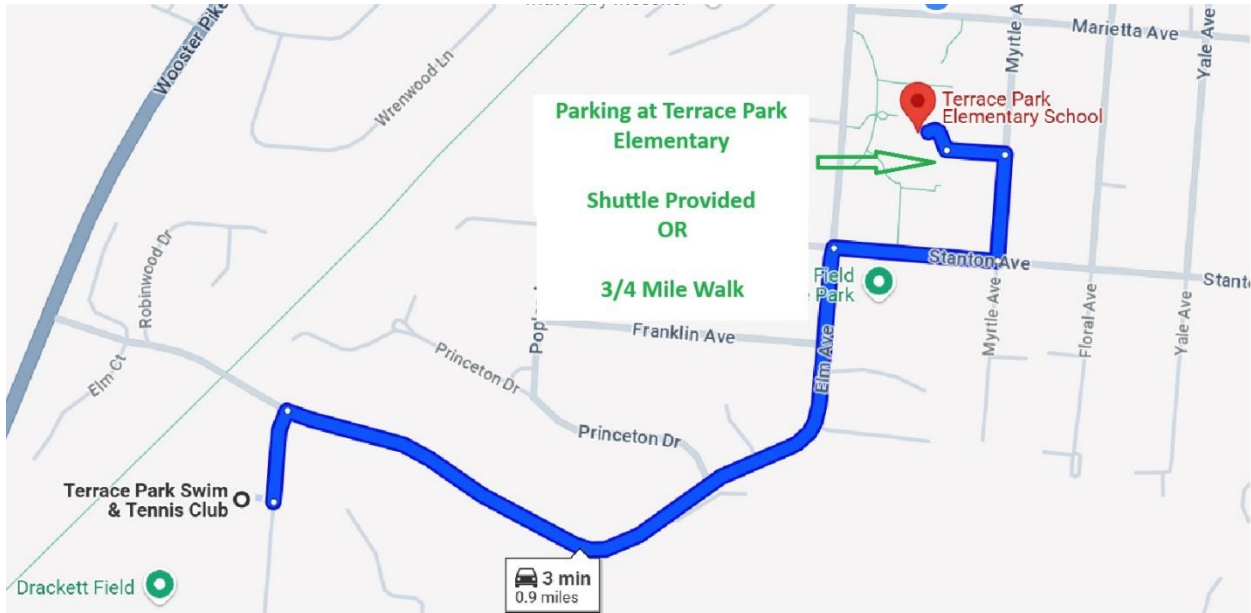 Wooster Pike
Wrenwood Ln
Marietta Ave
Myrtle A
Yale Ave
Terrace Park
Elementary School
Parking at Terrace Park
Elementary
Shuttle Provided
OR
3/4 Mile Walk
Stanton Ave
Stant
Field
e Park
Robinwood Dr
Elm Ct
Franklin Ave
Princeton Dr
Princeton Dr
Elm Ave
Myrtle Ave
Floral Ave
Yale Ave
Terrace Park Swim
& Tennis Club
3 min
0.9 miles
Drackett Field